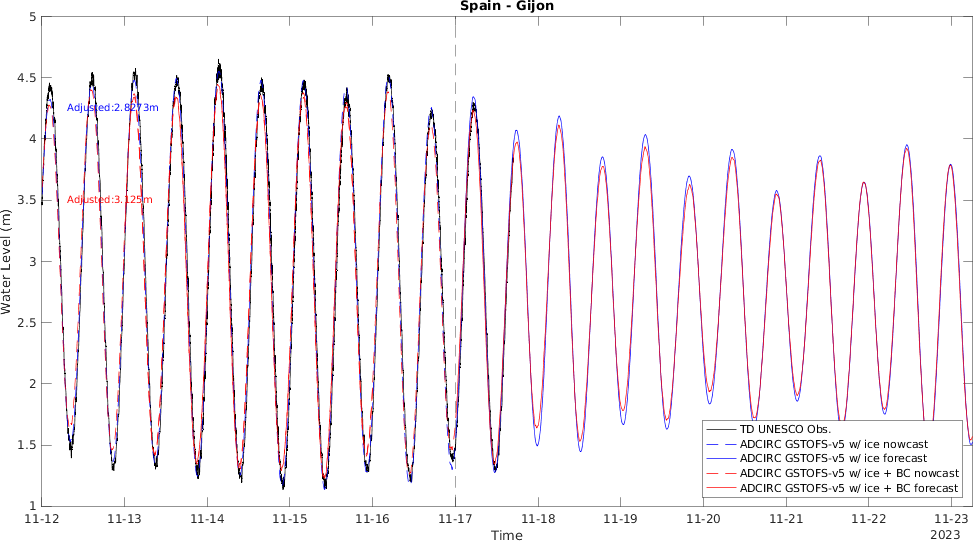 Spain - Gijon
5
4.5
4
3.5
3
2.5
2
1.5
1
Water Level (m)
Adjusted:2.8273m
Adjusted:3.125m
TD UNESCO Obs.
ADCIRC GSTOFS-v5 w/ ice nowcast
ADCIRC GSTOFS-v5 w/ ice forecast
ADCIRC GSTOFS-v5 w/ ice + BC nowcast
ADCIRC GSTOFS-v5 w/ ice + BC forecast
11-12 11-13 11-14 11-15 11-16 11-17 11-18 11-19 11-20 11-21 11-22 11-23
Time
2023